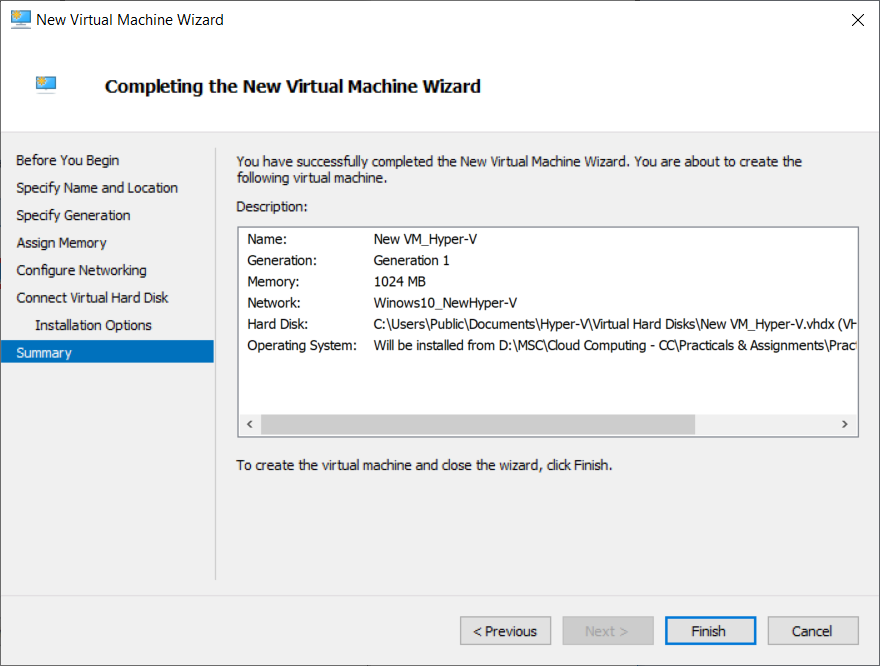 New Virtual Machine Wizard
Completing the New Virtual Machine Wizard
Before You Begin
Specify Name and Location
Specify Generation
Assign Memory
Configure Networking
Connect Virtual Hard Disk
Installation Options
Summary
You have successfully completed the New Virtual Machine Wizard. You are about to create the
following virtual machine.
Description:
Name: New VM_Hyper-V
Generation: Generation 1
Memory: 1024 MB
Network: Winows10_NewHyper-V
Hard Disk: C:\Users\Public\Documents\Hyper-V\Virtual Hard Disks\New VM_Hyper-V.vhdx (VH
Operating System: Will be installed from D:\MSC\Cloud Computing - CC\Practicals & Assignments\Prac
To create the virtual machine and close the wizard, click Finish.
< Previous
Next >
Finish
Cancel